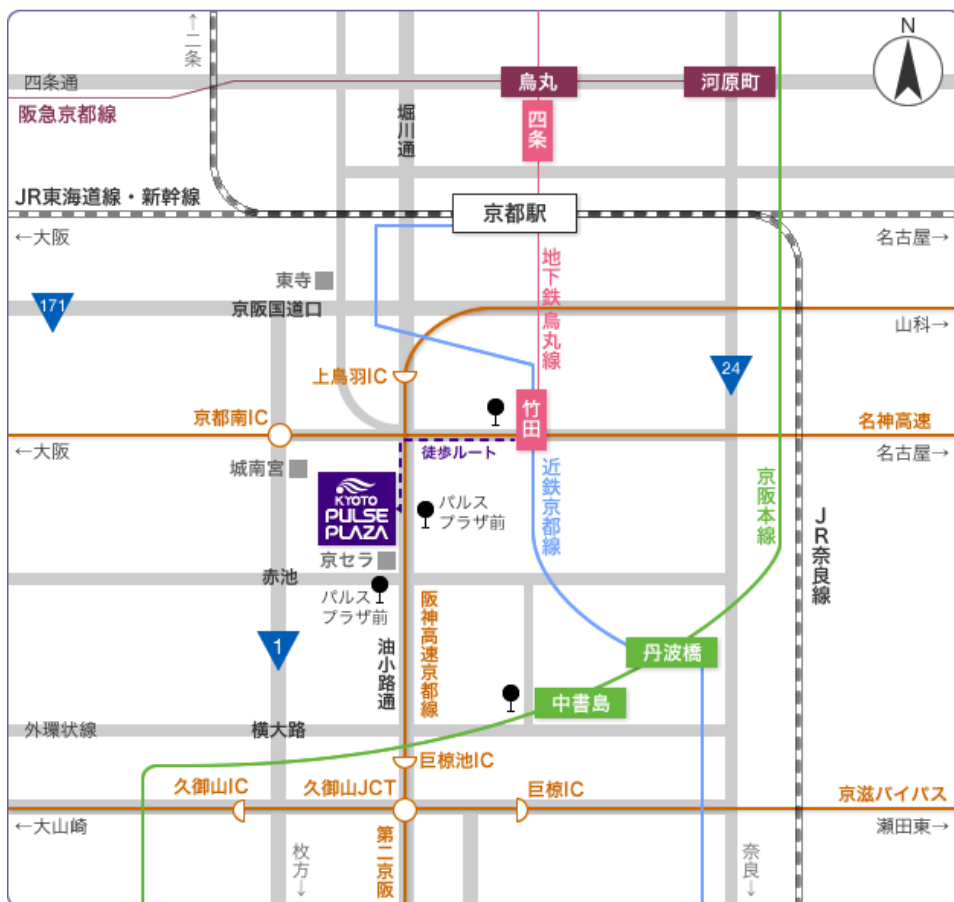 ↑二条
N
四条通
烏丸
河原町
阪急京都線
四条
堀川通
JR東海道線・新幹線
京都駅
←大阪
名古屋→
東寺
地下鉄烏丸線
171
京阪国道口
山科→
上鳥羽IC
24
竹田
京都南IC
名神高速
←大阪
徒歩ルート
名古屋→
城南宮
近鉄京都線
京阪本線
KYOTO
PULSE
PLAZA
パルス
プラザ前
JR奈良線
京セラ
赤池
パルス
プラザ前
阪神高速京都線
1
油小路通
丹波橋
中書島
外環状線
横大路
巨椋池IC
久御山IC
久御山JCT
巨椋IC
京滋バイパス
←大山崎
第二京阪
瀬田東→
枚方↓
奈良↓